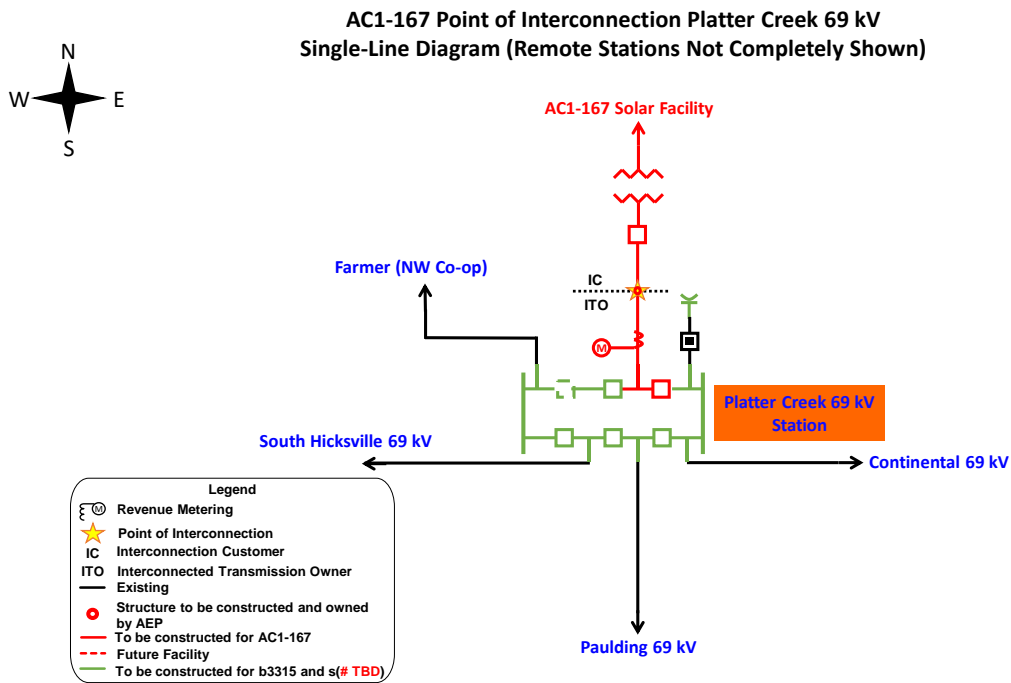 AC1-167 Point of Interconnection Platter Creek 69 kV
Single-Line Diagram (Remote Stations Not Completely Shown)
N
W
E
S
AC1-167 Solar Facility
Farmer (NW Co-op)
IC
ITO
M
Platter Creek 69 kV
Station
South Hicksville 69 kV
Continental 69 kV
Paulding 69 kV
Legend
M Revenue Metering
Point of Interconnection
IC Interconnection Customer
ITO Interconnected Transmission Owner
Existing
Structure to be constructed and owned
by AEP
To be constructed for AC1-167
Future Facility
To be constructed for b3315 and s(# TBD)